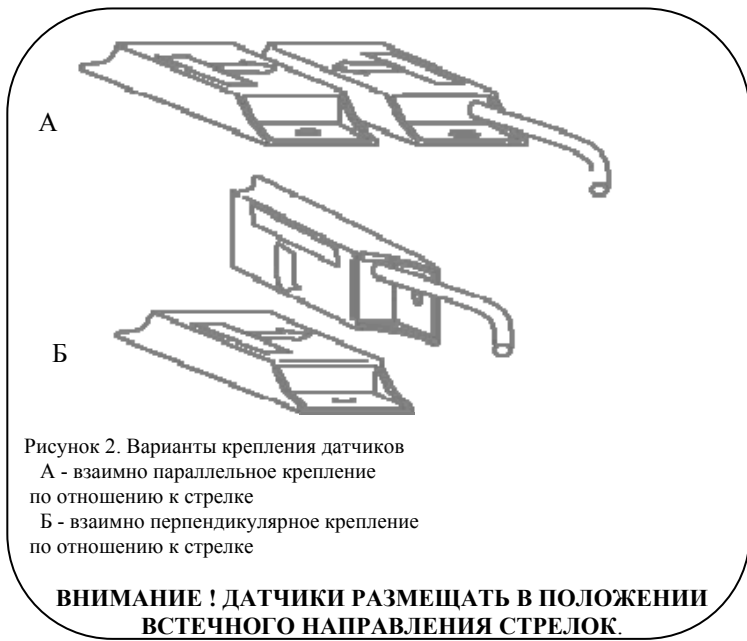 А
Б
Рисунок 2. Варианты крепления датчиков
А - взаимно параллельное крепление
по отношению к стрелке
Б - взаимно перпендикулярное крепление
по отношению к стрелке
ВНИМАНИЕ ! ДАТЧИКИ РАЗМЕЩАТЬ В ПОЛОЖЕНИИ
ВСТЕЧНОГО НАПРАВЛЕНИЯ СТРЕЛОК.